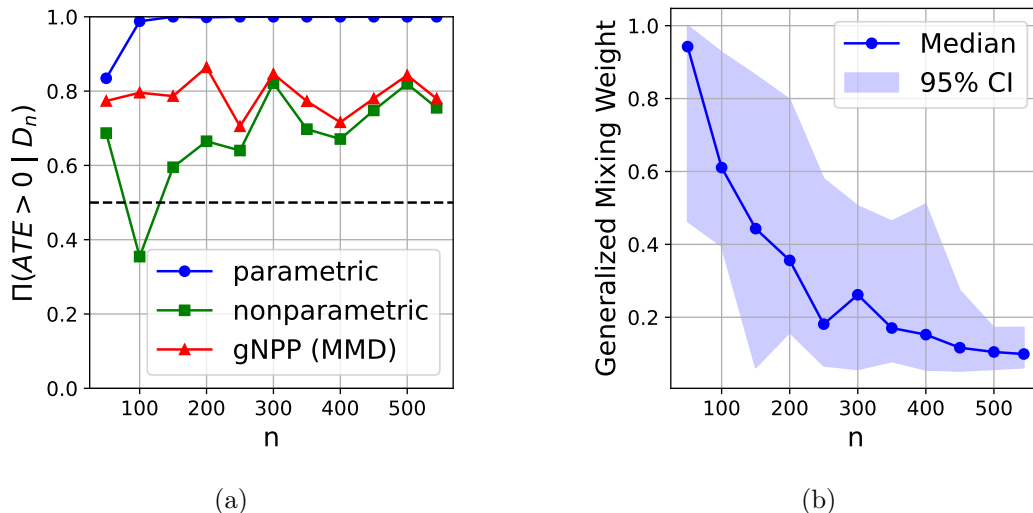 1.0
0.8
0.6
0.4
0.2
0.0
Π(ATE > 0 | Dn)
parametric
nonparametric
gNPP (MMD)
100 200 300 400 500
n
(a)
1.0
0.8
0.6
0.4
0.2
Generalized Mixing Weight
Median
95% CI
100 200 300 400 500
n
(b)